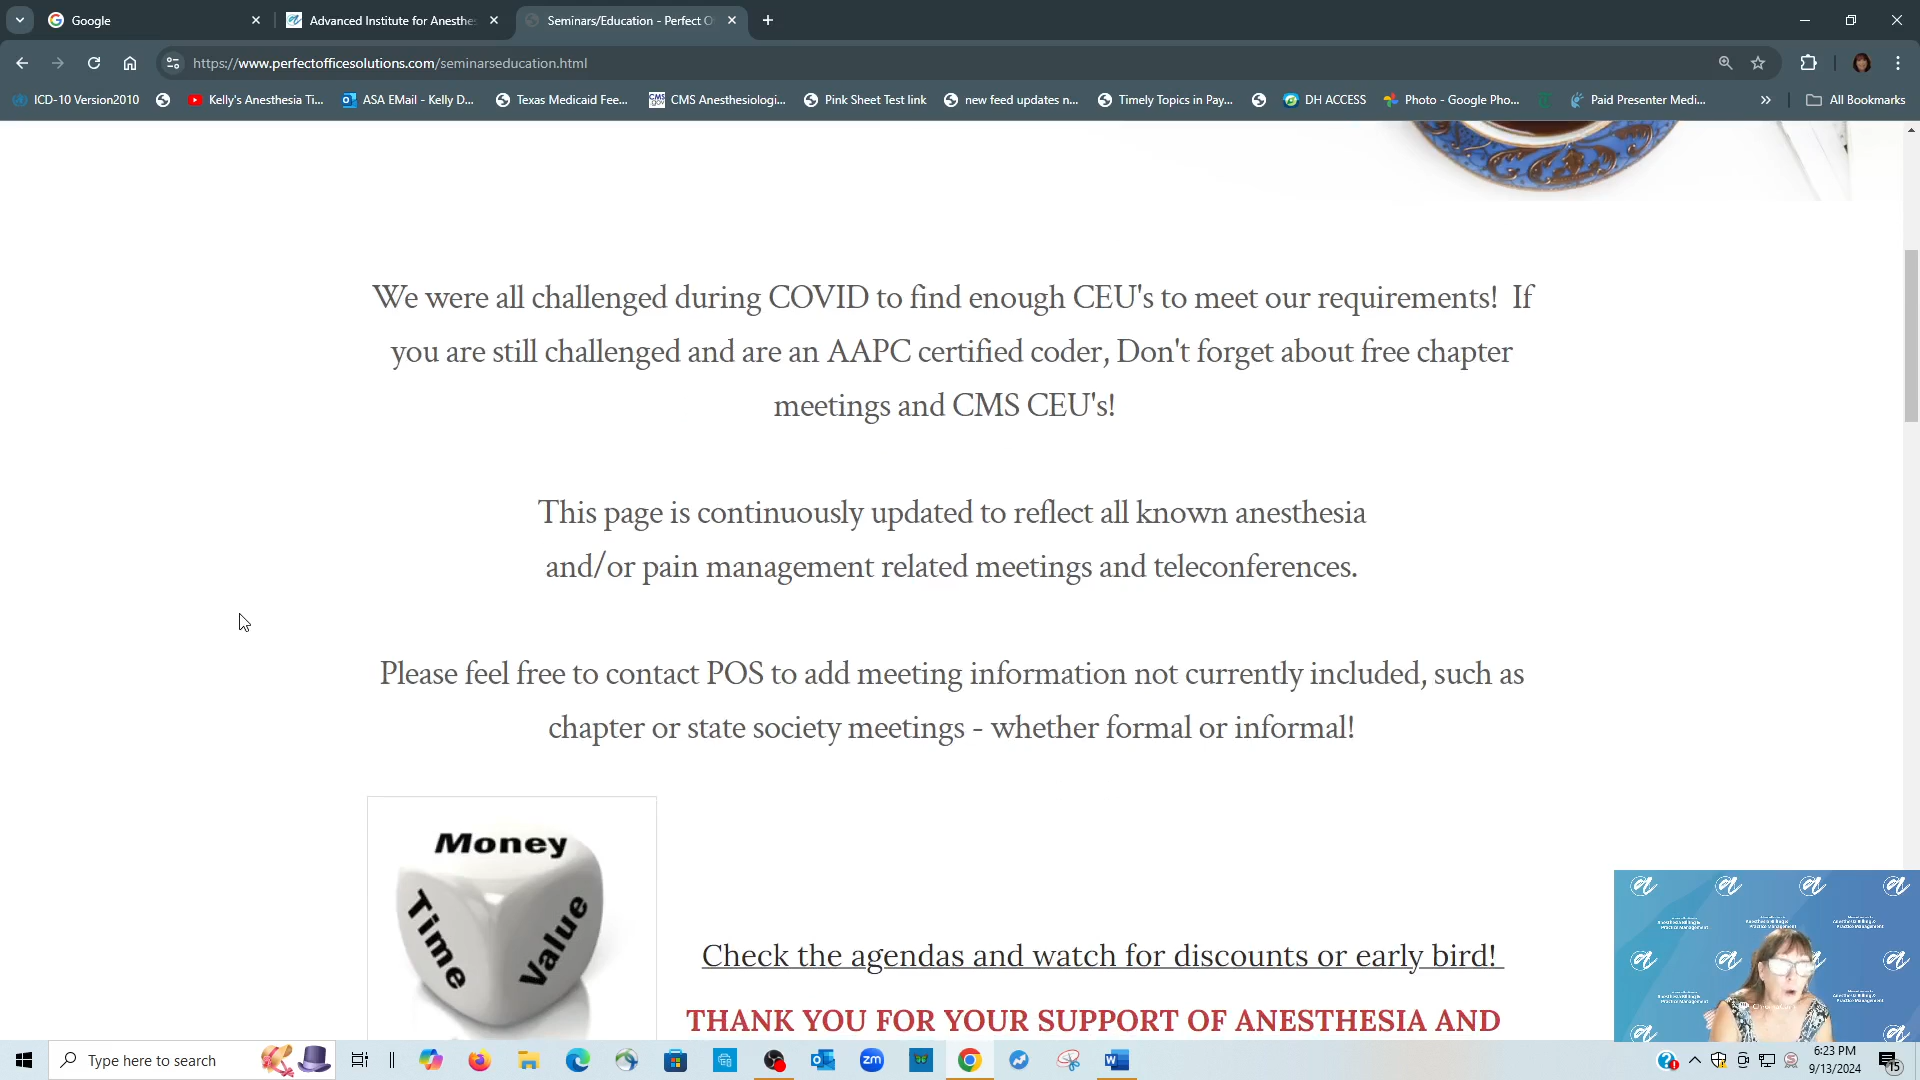 Google
Advanced Institute for Anesthes
Seminars/Education - Perfect O
https://www.perfectofficesolutions.com/seminarseducation.html
ICD-10 Version2010
Kelly's Anesthesia Ti...
ASA EMail - Kelly D...
Texas Medicaid Fee...
CMS Anesthesiologi...
Pink Sheet Test link
new feed updates n...
Timely Topics in Pay...
DH ACCESS
Photo - Google Pho...
Paid Presenter Medi...
All Bookmarks
We were all challenged during COVID to find enough CEU's to meet our requirements! If
you are still challenged and are an AAPC certified coder, Don't forget about free chapter
meetings and CMS CEU's!
This page is continuously updated to reflect all known anesthesia
and/or pain management related meetings and teleconferences.
Please feel free to contact POS to add meeting information not currently included, such as
chapter or state society meetings - whether formal or informal!
Money
Time
Value
Check the agendas and watch for discounts or early bird!
THANK YOU FOR YOUR SUPPORT OF ANESTHESIA AND
Type here to search
zm
6:23 PM
9/13/2024
15